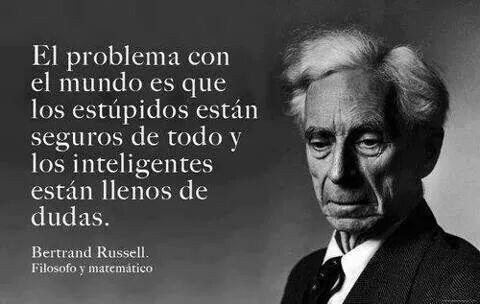 El problema con
el mundo es que
los estúpidos están
seguros de todo y
los inteligentes
están llenos de
dudas.
Bertrand Russell.
Filosofo y matemático